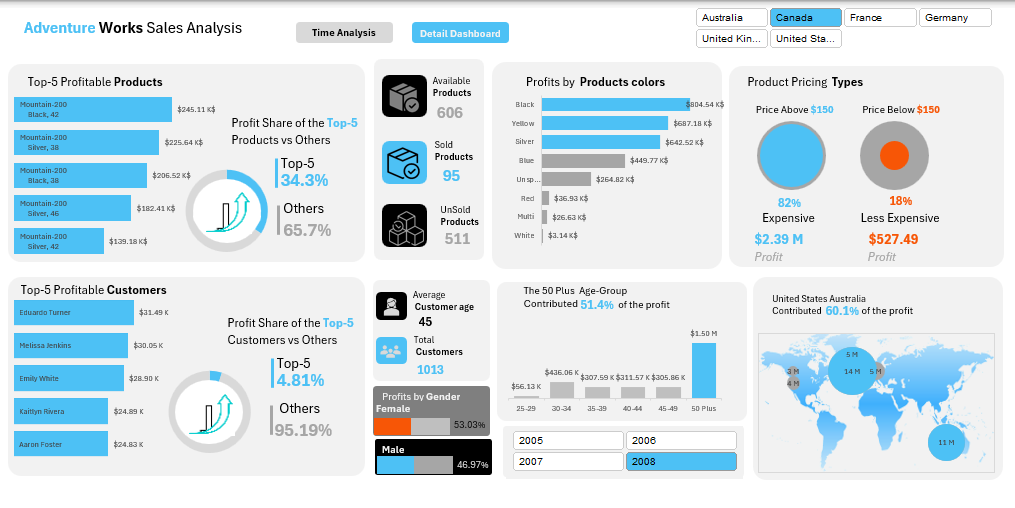 Adventure Works Sales Analysis
Time Analysis
Detail Dashboard
Australia
Canada
France
Germany
United Kin...
United Sta...
Top-5 Profitable Products
Mountain-200
Black, 42
$245.11 K$
Mountain-200
Silver, 38
$225.64 K$
Mountain-200
Black, 38
$206.52 K$
Mountain-200
Silver, 46
$182.41 K$
Mountain-200
Silver, 42
$139.18 K$
Profit Share of the Top-5
Products vs Others
Top-5
34.3%
Others
65.7%
Available
Products
606
Sold
Products
95
UnSold
Products
511
Profits by Products colors
Black
$804.54 K$
Yellow
$687.18 K$
Silver
$642.52 K$
Blue
$449.77 K$
Unsp...
$264.82 K$
Red
$36.93 K$
Multi
$26.63 K$
White
$3.14 K$
Product Pricing Types
Price Above $150
Price Below $150
82%
Expensive
$2.39 M
Profit
18%
Less Expensive
$527.49
Profit
Top-5 Profitable Customers
Eduardo Turner
$31.49 K
Melissa Jenkins
$30.05 K
Emily White
$28.90 K
Kaitlyn Rivera
$24.89 K
Aaron Foster
$24.83 K
Profit Share of the Top-5
Customers vs Others
Top-5
4.81%
Others
95.19%
Average
Customer age
45
Total
Customers
1013
Profits by Gender
Female
53.03%
Male
46.97%
The 50 Plus Age-Group
Contributed 51.4% of the profit
$56.13 K
$436.06 K
$307.59 K
$311.57 K
$305.86 K
$1.50 M
25-29
30-34
35-39
40-44
45-49
50 Plus
2005
2006
2007
2008
United States Australia
Contributed 60.1% of the profit
3 M
4 M
5 M
14 M
5 M
11 M